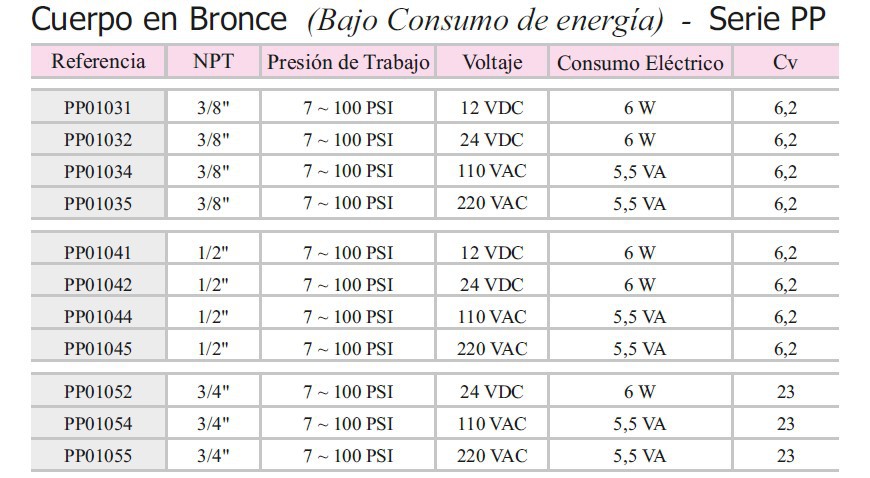 Cuerpo en Bronce (Bajo Consumo de energía) - Serie PP
Referencia NPT Presión de Trabajo Voltaje Consumo Eléctrico Cv
PP01031 3/8" 7 ~ 100 PSI 12 VDC 6 W 6,2
PP01032 3/8" 7 ~ 100 PSI 24 VDC 6 W 6,2
PP01034 3/8" 7 ~ 100 PSI 110 VAC 5,5 VA 6,2
PP01035 3/8" 7 ~ 100 PSI 220 VAC 5,5 VA 6,2
PP01041 1/2" 7 ~ 100 PSI 12 VDC 6 W 6,2
PP01042 1/2" 7 ~ 100 PSI 24 VDC 6 W 6,2
PP01044 1/2" 7 ~ 100 PSI 110 VAC 5,5 VA 6,2
PP01045 1/2" 7 ~ 100 PSI 220 VAC 5,5 VA 6,2
PP01052 3/4" 7 ~ 100 PSI 24 VDC 6 W 23
PP01054 3/4" 7 ~ 100 PSI 110 VAC 5,5 VA 23
PP01055 3/4" 7 ~ 100 PSI 220 VAC 5,5 VA 23